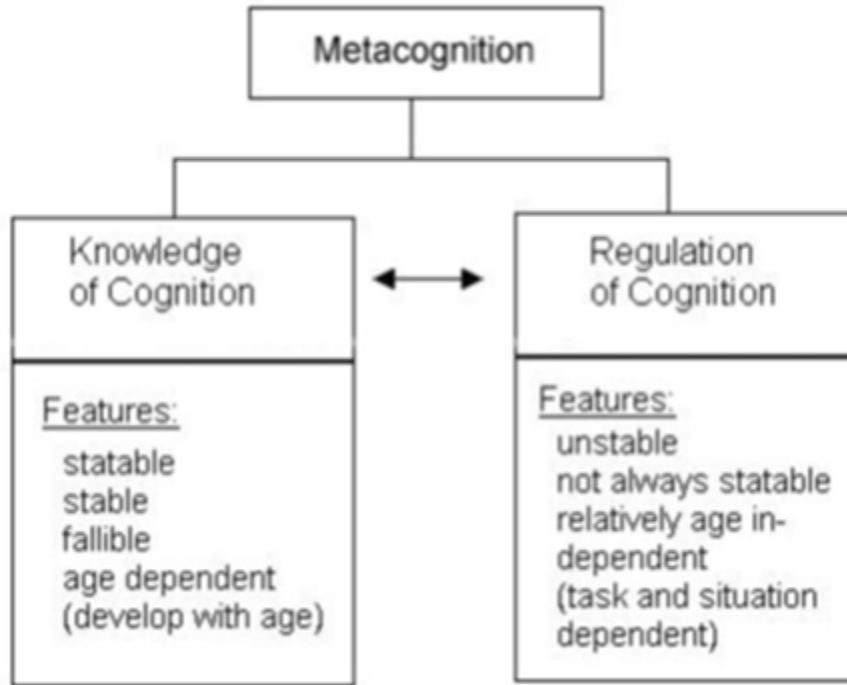 Metacognition
Knowledge
of Cognition
Features:
statable
stable
fallible
age dependent
(develop with age)
Regulation
of Cognition
Features:
unstable
not always statable
relatively age in-
dependent
(task and situation
dependent)